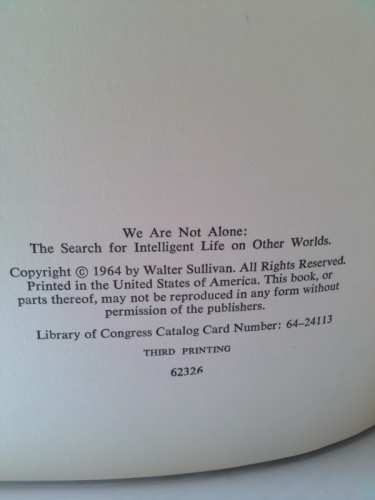 We Are Not Alone:
The Search for Intelligent Life on Other Worlds.
Copyright © 1964 by Walter Sullivan. All Rights Reserved.
Printed in the United States of America. This book, or
parts thereof, may not be reproduced in any form without
permission of the publishers.
Library of Congress Catalog Card Number: 64-24113
THIRD PRINTING
62326